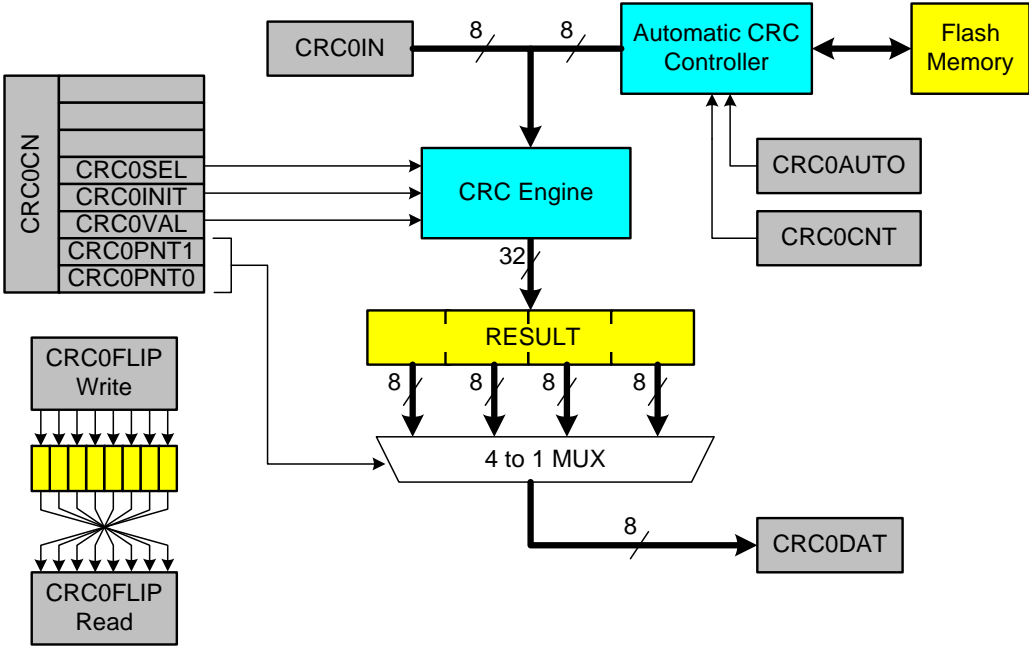 CRC0IN
8
8
Automatic CRC
Controller
Flash
Memory
CRC0CN
CRC0SEL
CRC0INIT
CRC0VAL
CRC0PNT1
CRC0PNT0
CRC Engine
CRC0AUTO
CRC0CNT
32
RESULT
8
8
8
8
4 to 1 MUX
8
CRC0DAT
CRC0FLIP
Write
CRC0FLIP
Read